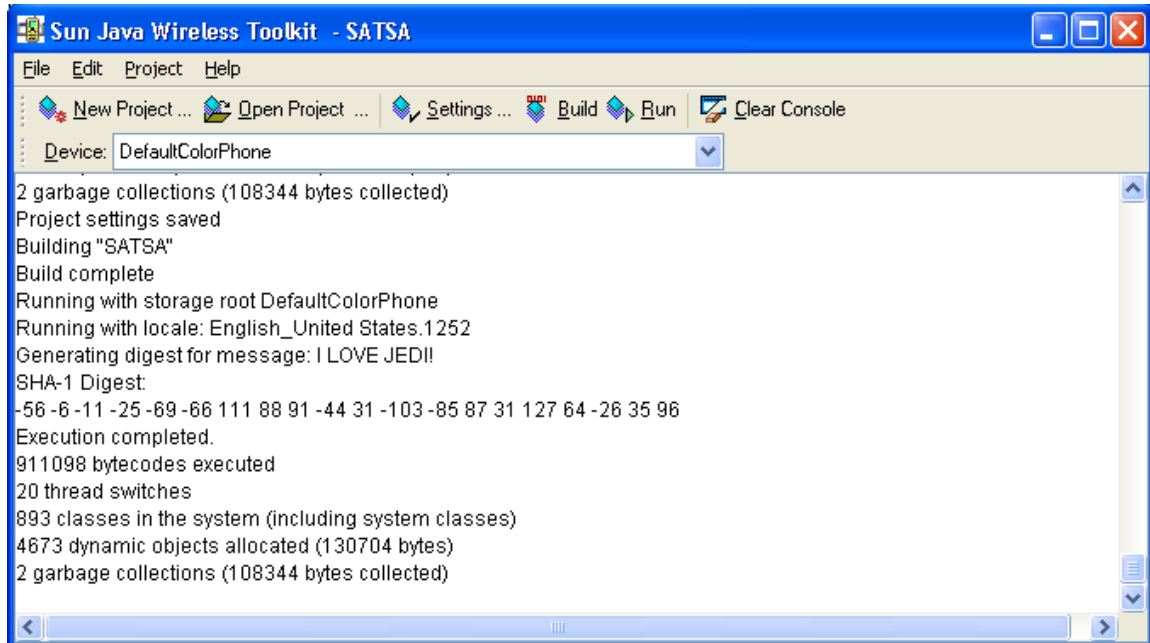 Sun Java Wireless Toolkit - SATSA
File Edit Project Help
New Project ... Open Project ... Settings ... Build Run Clear Console
Device: DefaultColorPhone
2 garbage collections (108344 bytes collected)
Project settings saved
Building "SATSA"
Build complete
Running with storage root DefaultColorPhone
Running with locale: English_United States.1252
Generating digest for message: I LOVE JEDI!
SHA-1 Digest:
-56 -6 -11 -25 -69 -66 111 88 91 -44 31 -103 -85 87 31 127 64 -26 35 96
Execution completed.
911098 bytecodes executed
20 thread switches
893 classes in the system (including system classes)
4673 dynamic objects allocated (130704 bytes)
2 garbage collections (108344 bytes collected)